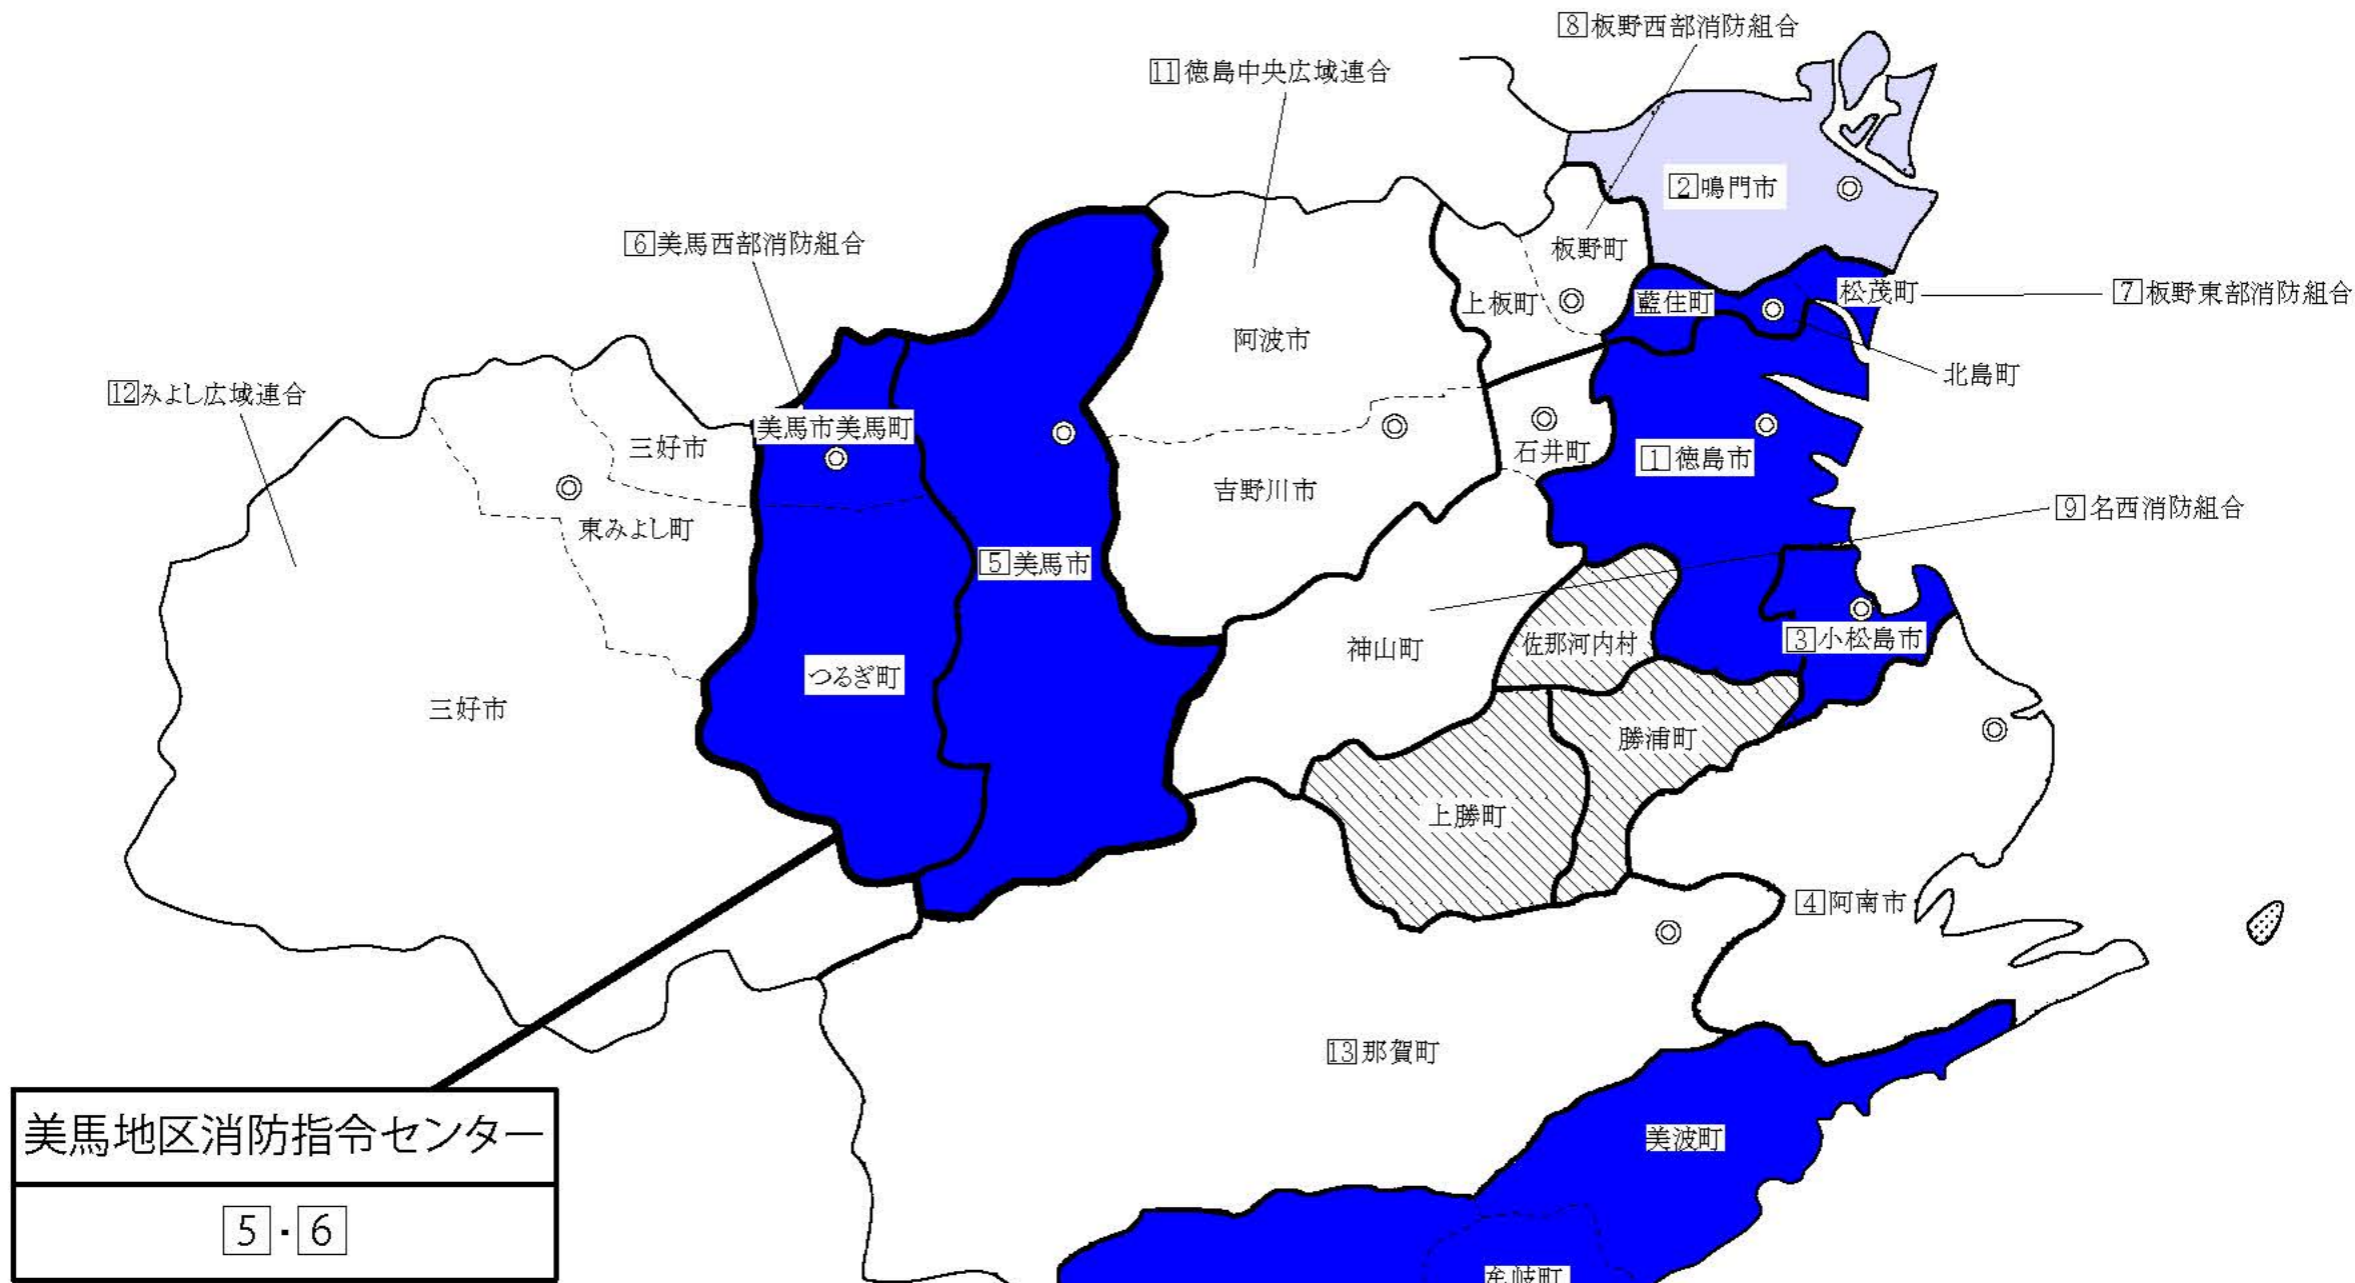 8板野西部消防組合
11徳島中央広域連合
2鳴門市
6美馬西部消防組合
板野町
上板町
藍住町
松茂町
7板野東部消防組合
阿波市
北島町
12みよし広域連合
三好市
美馬市美馬町
石井町
1徳島市
吉野川市
9名西消防組合
東みよし町
5美馬市
神山町
佐那河内村
3小松島市
つるぎ町
三好市
勝浦町
上勝町
4阿南市
13那賀町
美馬地区消防指令センター
5・6
美波町
牟岐町